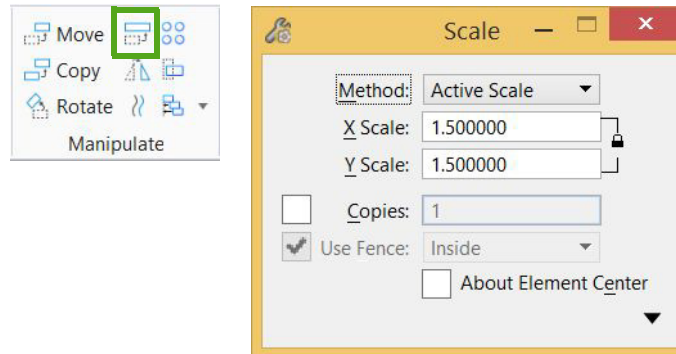 Move
Copy
Rotate
Manipulate
Scale
Method: Active Scale
X Scale: 1.500000
Y Scale: 1.500000
Copies: 1
Use Fence: Inside
About Element Center